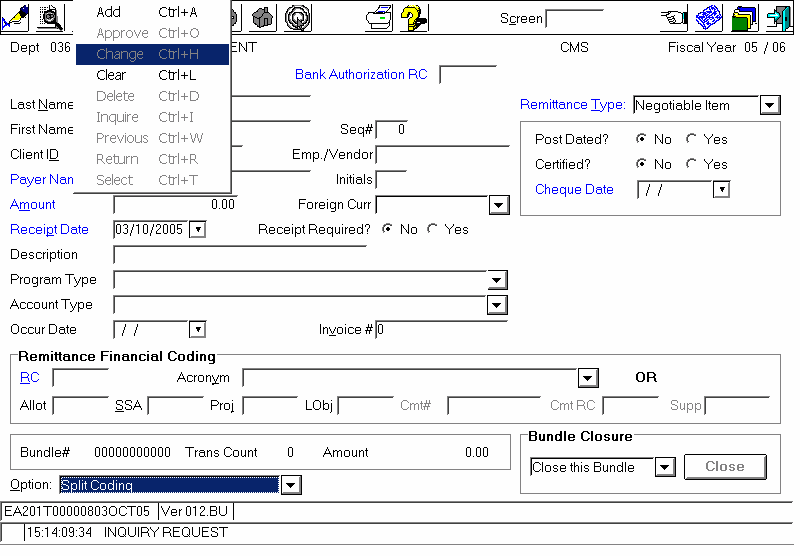 Add Ctrl+A
Approve Ctrl+O
Change Ctrl+H
Clear Ctrl+L
Delete Ctrl+D
Inquire Ctrl+I
Previous Ctrl+W
Return Ctrl+R
Select Ctrl+T
Screen
Dept 036 ENT CMS Fiscal Year 05 / 06
Bank Authorization RC
Last Name
Remittance Type: Negotiable Item
First Name Seq# 0
Post Dated? No Yes
Client ID Emp./Vendor
Certified? No Yes
Payer Nam Initials
Cheque Date / /
Amount 0.00 Foreign Curr
Receipt Date 03/10/2005 Receipt Required? No Yes
Description
Program Type
Account Type
Occur Date / / Invoice # 0
Remittance Financial Coding
RC Acronym OR
Allot SSA Proj LObj Cmt# Cmt RC Supp
Bundle# 00000000000 Trans Count 0 Amount 0.00
Bundle Closure
Close this Bundle Close
Option: Split Coding
EA201T00000803OCT05 Ver 012.BU
15:14:09:34 INQUIRY REQUEST